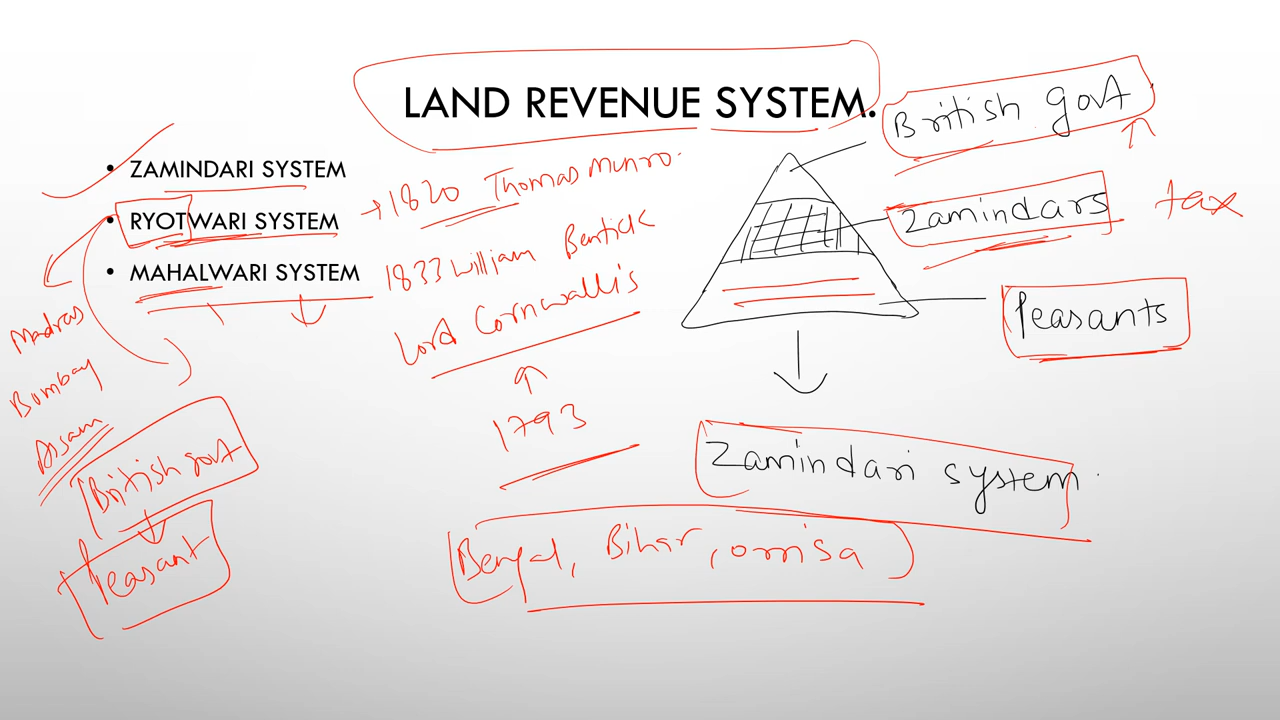 LAND REVENUE SYSTEM.
• ZAMINDARI SYSTEM
• RYOTWARI SYSTEM
• MAHALWARI SYSTEM
→1820 Thomas Munro.
1833 William Bentick
Lord Cornwalli's
1793
British govt
Zamindars
tax
Peasants
Zamindari system
Bengal, Bihar, orrisa
Madras
Bombay
Assam
British govt
Peasant